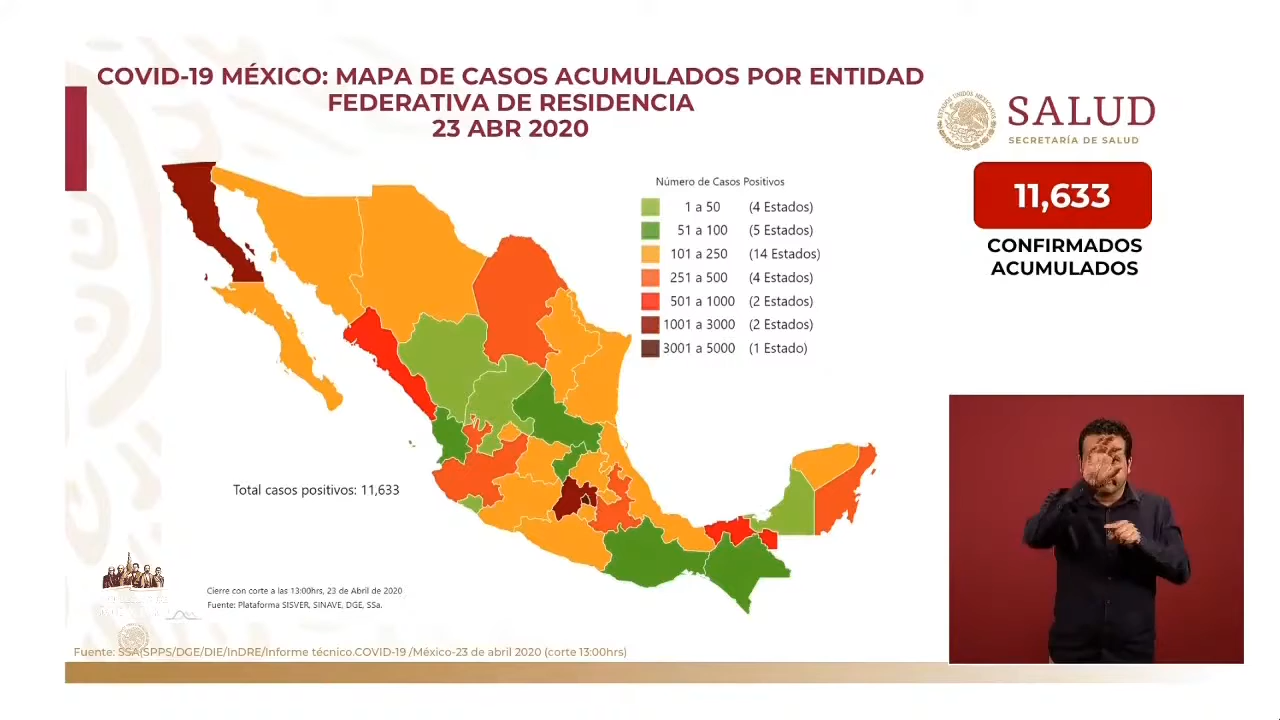 COVID-19 MÉXICO: MAPA DE CASOS ACUMULADOS POR ENTIDAD
FEDERATIVA DE RESIDENCIA
23 ABR 2020
ESTADOS UNIDOS MEXICANOS
SALUD
SECRETARÍA DE SALUD
11,633
CONFIRMADOS
ACUMULADOS
Número de Casos Positivos
1 a 50 (4 Estados)
51 a 100 (5 Estados)
101 a 250 (14 Estados)
251 a 500 (4 Estados)
501 a 1000 (2 Estados)
1001 a 3000 (2 Estados)
3001 a 5000 (1 Estado)
Total casos positivos: 11,633
Cierre con corte a las 13:00hrs, 23 de Abril de 2020
Fuente: Plataforma SISVER, SINAVE, DGE, SSa.
Fuente: SSA(SPPS/DGE/DIE/InDRE/Informe técnico.COVID-19 /México-23 de abril 2020 (corte 13:00hrs)